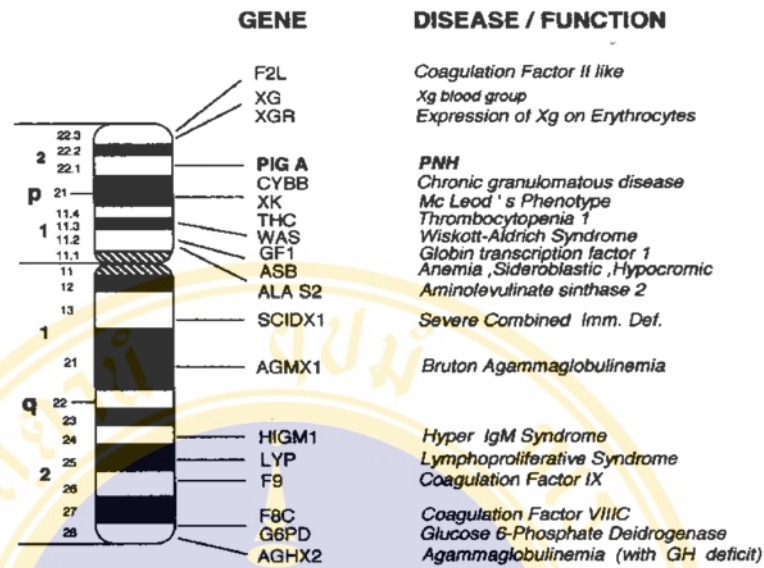 GENE DISEASE / FUNCTION
F2L Coagulation Factor II like
XG Xg blood group
XGR Expression of Xg on Erythrocytes
22.3
2 22.2
22.1 PIG A PNH
CYBB Chronic granulomatous disease
p 21 XK Mc Leod ' s Phenotype
11.4 THC Thrombocytopenia 1
1 11.3 WAS Wiskott-Aldrich Syndrome
11.2 GF1 Globin transcription factor 1
11.1 ASB Anemia ,Sideroblastic ,Hypocromic
11
12 ALA S2 Aminolevulinate sinthase 2
13 SCIDX1 Severe Combined Imm. Def.
1
21 AGMX1 Bruton Agammaglobulinemia
q 22
23
24 HIGM1 Hyper IgM Syndrome
2 25 LYP Lymphoproliferative Syndrome
26 F9 Coagulation Factor IX
27 F8C Coagulation Factor VIIIC
28 G6PD Glucose 6-Phosphate Deidrogenase
AGHX2 Agammaglobulinemia (with GH deficit)